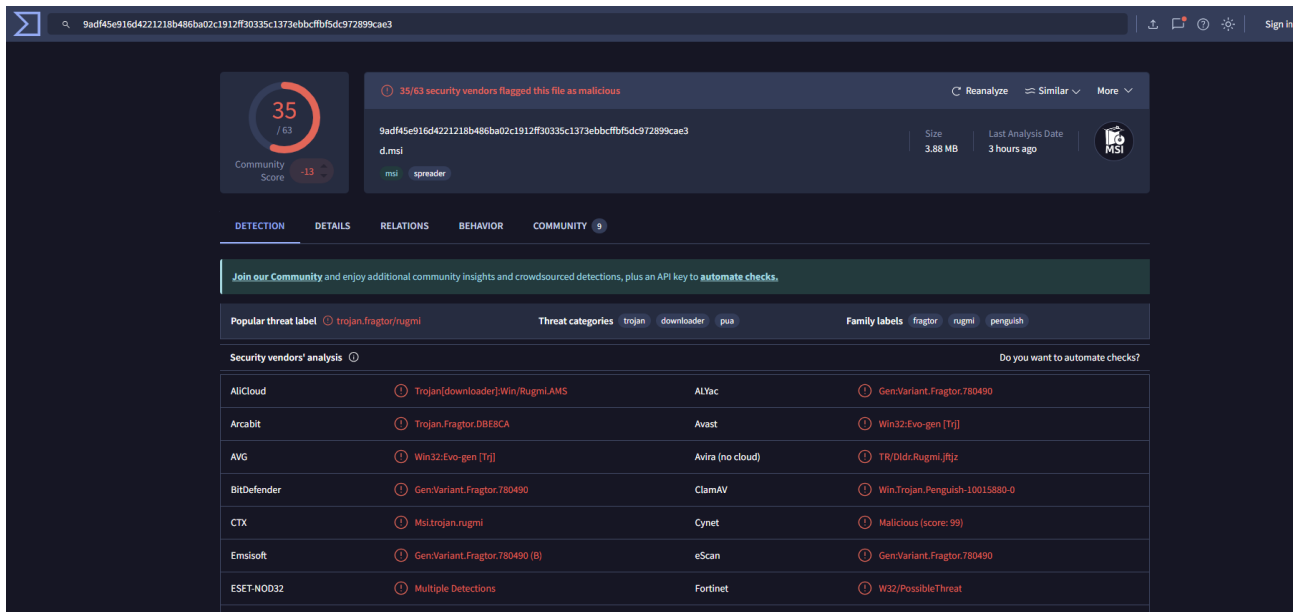 9adf45e916d4221218b486ba02c1912ff30335c1373ebbcffbf5dc972899cae3
Sign in
35
/ 63
Community
Score
-13
35/63 security vendors flagged this file as malicious
Reanalyze
Similar
More
9adf45e916d4221218b486ba02c1912ff30335c1373ebbcffbf5dc972899cae3
d.msi
msi
spreader
Size
3.88 MB
Last Analysis Date
3 hours ago
MSI
DETECTION
DETAILS
RELATIONS
BEHAVIOR
COMMUNITY 9
Join our Community and enjoy additional community insights and crowdsourced detections, plus an API key to automate checks.
Popular threat label trojan.fragtor/rugmi
Threat categories trojan downloader pua
Family labels fragtor rugmi penguish
Security vendors' analysis
Do you want to automate checks?
AliCloud Trojan[downloader]:Win/Rugmi.AMS ALYac Gen:Variant.Fragtor.780490
Arcabit Trojan.Fragtor.DBE8CA Avast Win32:Evo-gen [Trj]
AVG Win32:Evo-gen [Trj] Avira (no cloud) TR/Dldr.Rugmi.jftjz
BitDefender Gen:Variant.Fragtor.780490 ClamAV Win.Trojan.Penguish-10015880-0
CTX Msi.trojan.rugmi Cynet Malicious (score: 99)
Emsisoft Gen:Variant.Fragtor.780490 (B) eScan Gen:Variant.Fragtor.780490
ESET-NOD32 Multiple Detections Fortinet W32/PossibleThreat